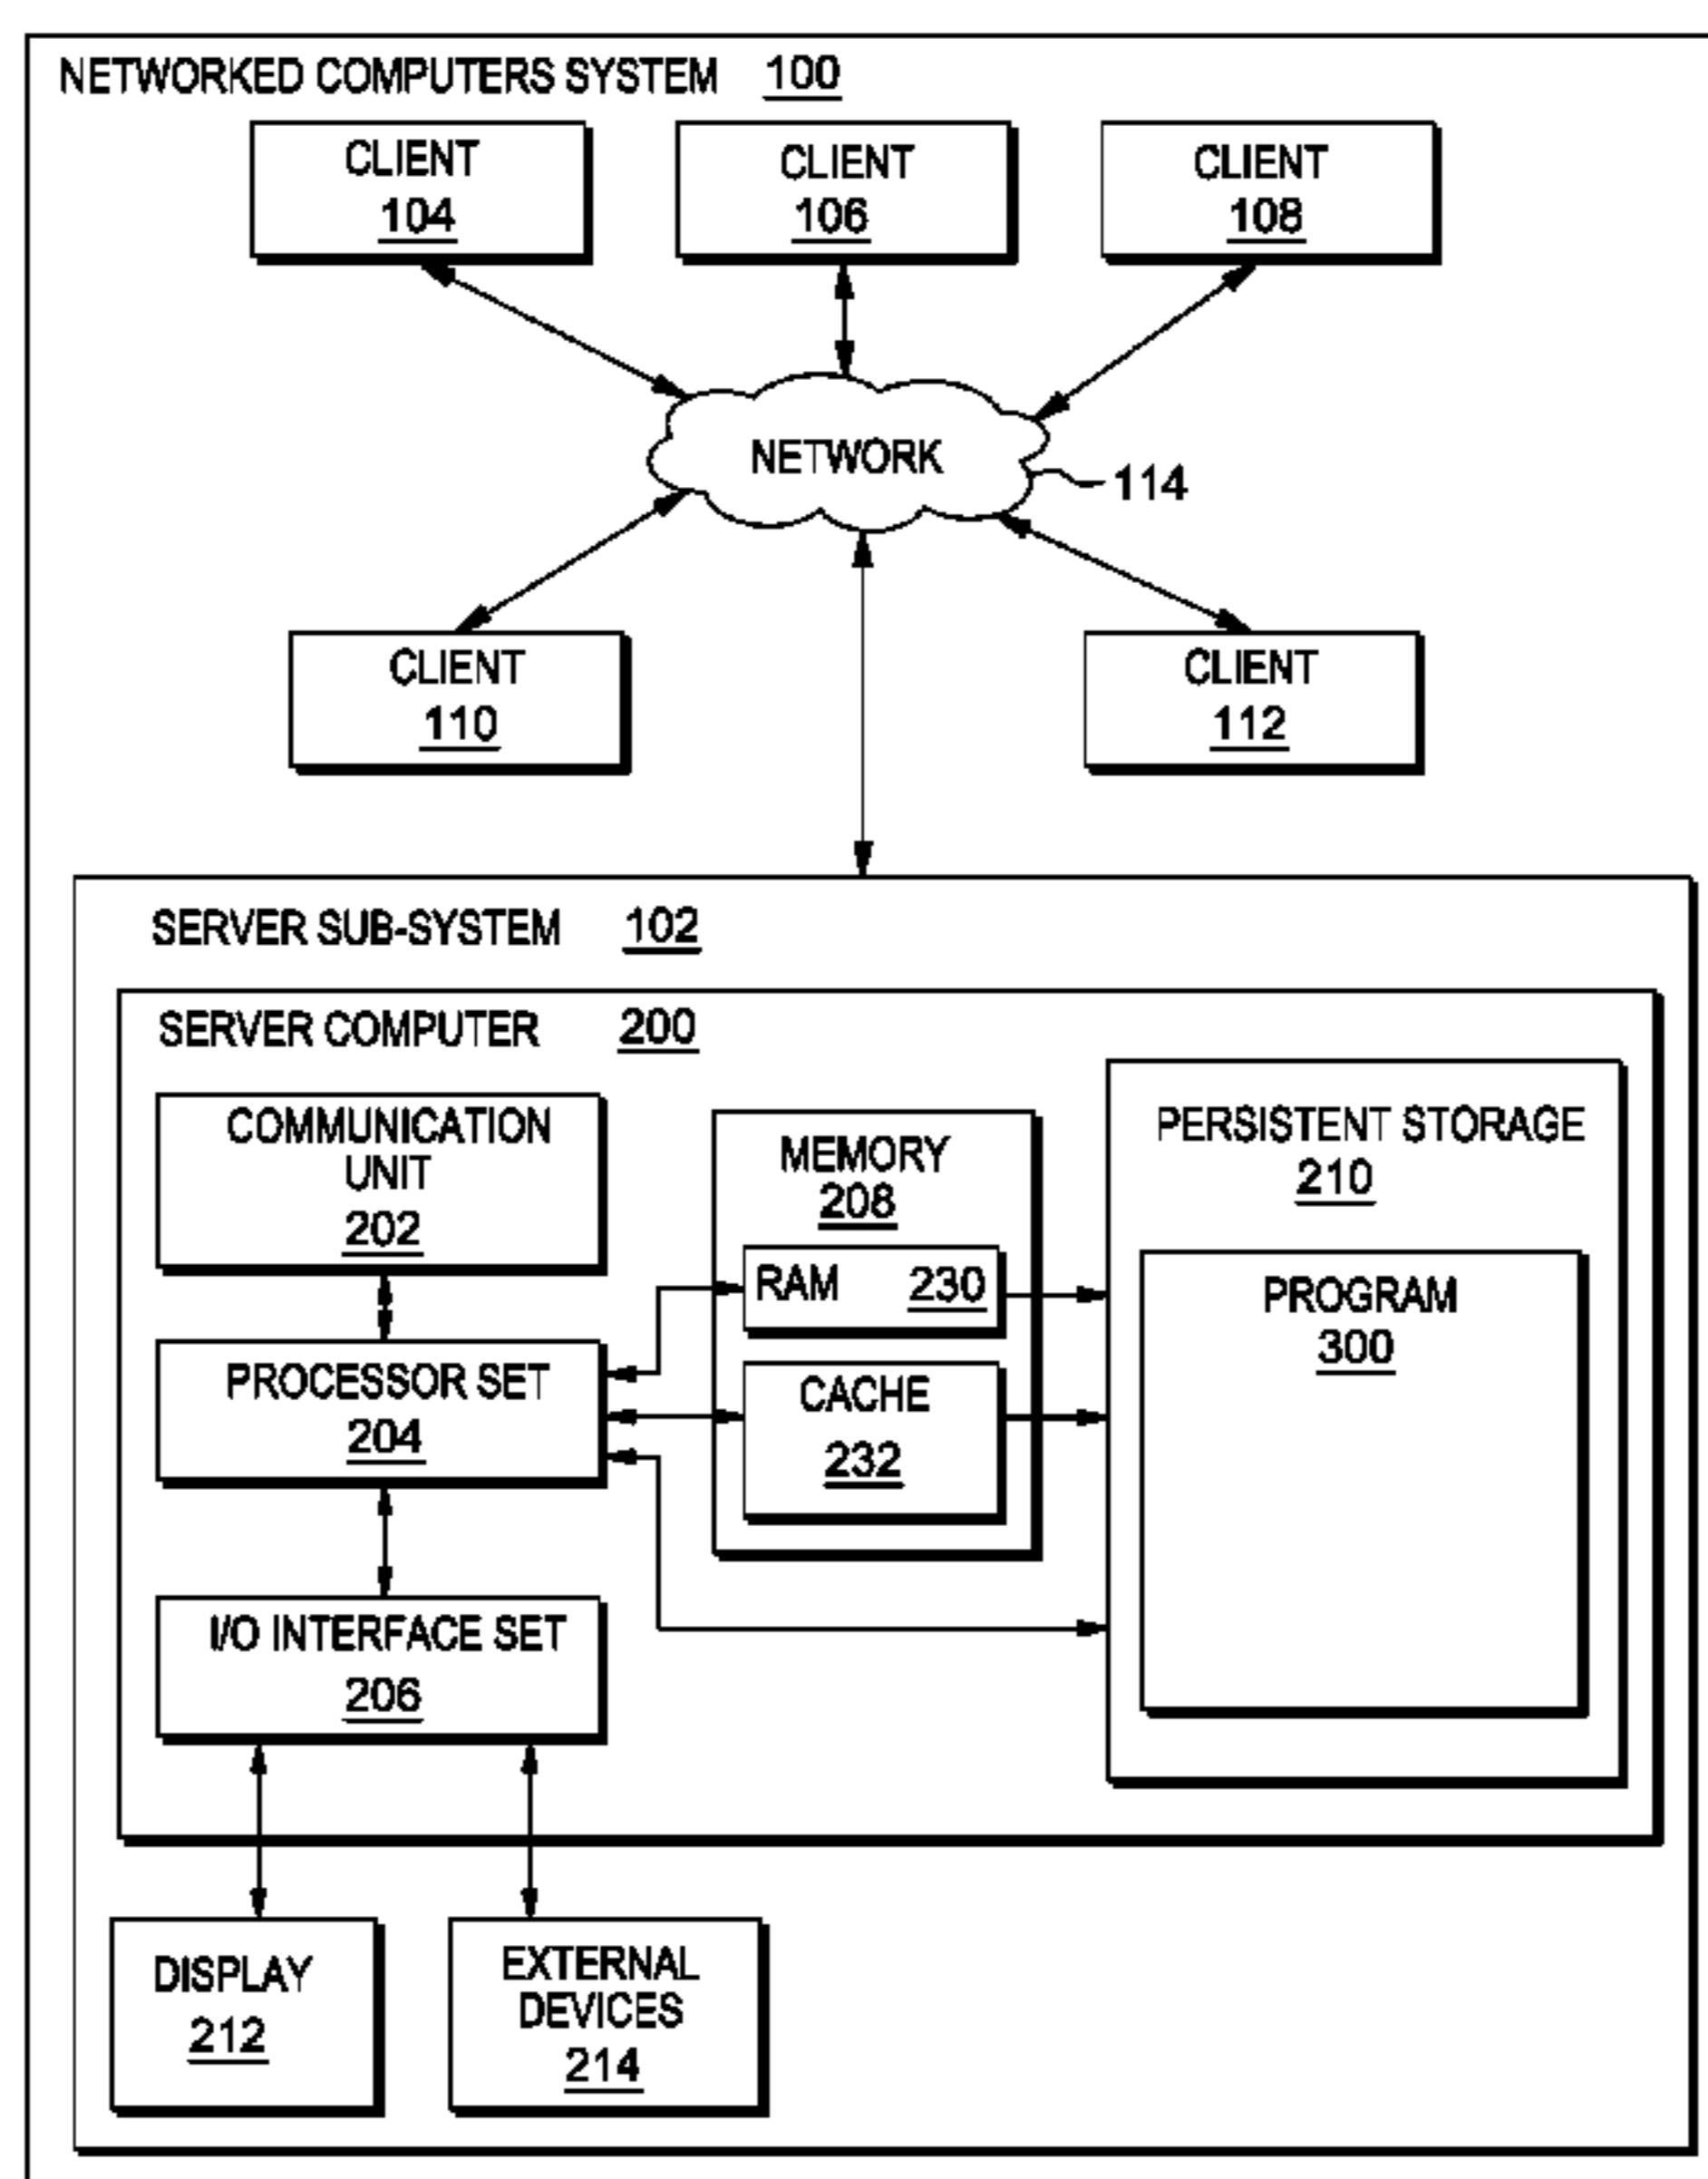 NETWORKED COMPUTERS SYSTEM 100
CLIENT
104
CLIENT
106
CLIENT
108
NETWORK
114
CLIENT
110
CLIENT
112
SERVER SUB-SYSTEM 102
SERVER COMPUTER 200
COMMUNICATION
UNIT
202
PROCESSOR SET
204
I/O INTERFACE SET
206
MEMORY
208
RAM 230
CACHE
232
PERSISTENT STORAGE
210
PROGRAM
300
DISPLAY
212
EXTERNAL
DEVICES
214